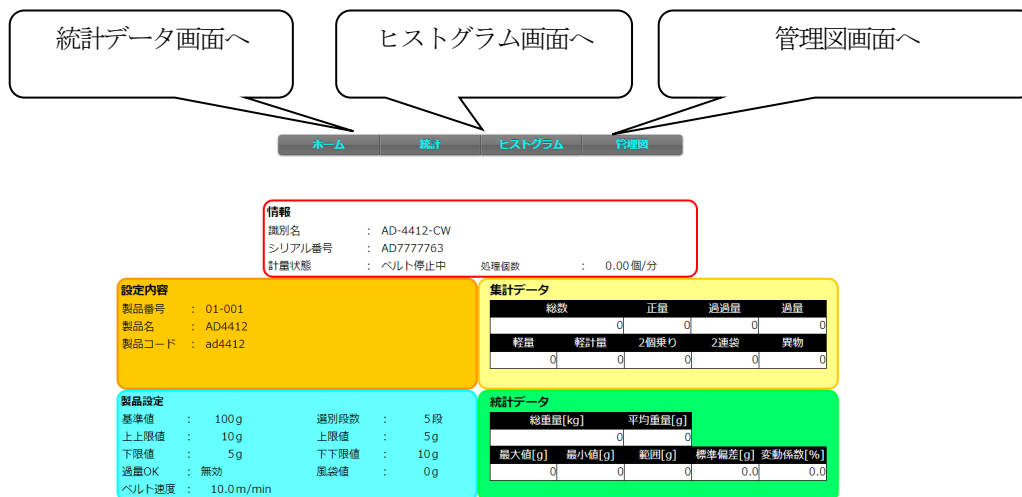 統計データ画面へ ヒストグラム画面へ 管理図画面へ
ホーム 統計 ヒストグラム 管理図
情報
識別名 : AD-4412-CW
シリアル番号 : AD7777763
計量状態 : ベルト停止中 処理個数 : 0.00個/分
設定内容
製品番号 : 01-001
製品名 : AD4412
製品コード : ad4412
集計データ
総数 正量 過過量 過量
0 0 0 0
軽量 軽計量 2個乗り 2連袋 異物
0 0 0 0 0
製品設定
基準値 : 100g 選別段数 : 5段
上上限値 : 10g 上限値 : 5g
下限値 : 5g 下下限値 : 10g
過量OK : 無効 風袋値 : 0g
ベルト速度 : 10.0m/min
統計データ
総重量[kg] 平均重量[g]
0 0
最大値[g] 最小値[g] 範囲[g] 標準偏差[g] 変動係数[%]
0 0 0 0.0 0.0